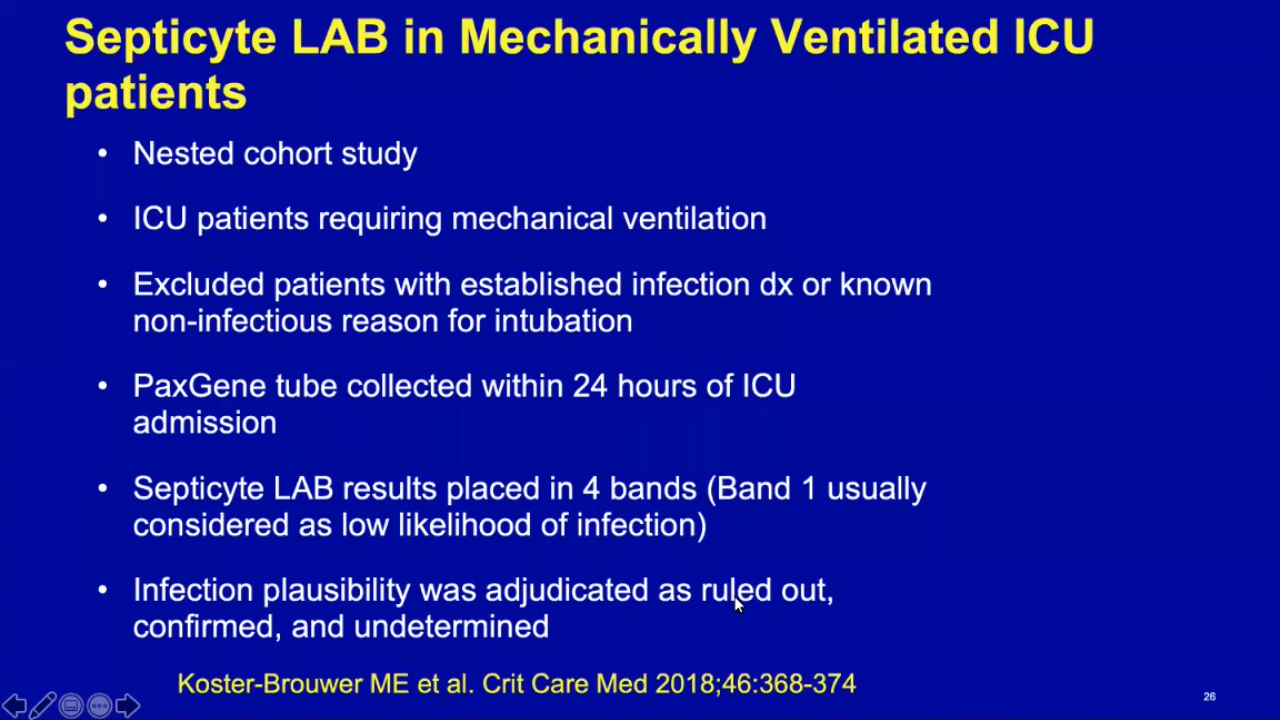 Septicyte LAB in Mechanically Ventilated ICU
patients
• Nested cohort study
• ICU patients requiring mechanical ventilation
• Excluded patients with established infection dx or known
non-infectious reason for intubation
• PaxGene tube collected within 24 hours of ICU
admission
• Septicyte LAB results placed in 4 bands (Band 1 usually
considered as low likelihood of infection)
• Infection plausibility was adjudicated as ruled out,
confirmed, and undetermined
Koster-Brouwer ME et al. Crit Care Med 2018;46:368-374
26